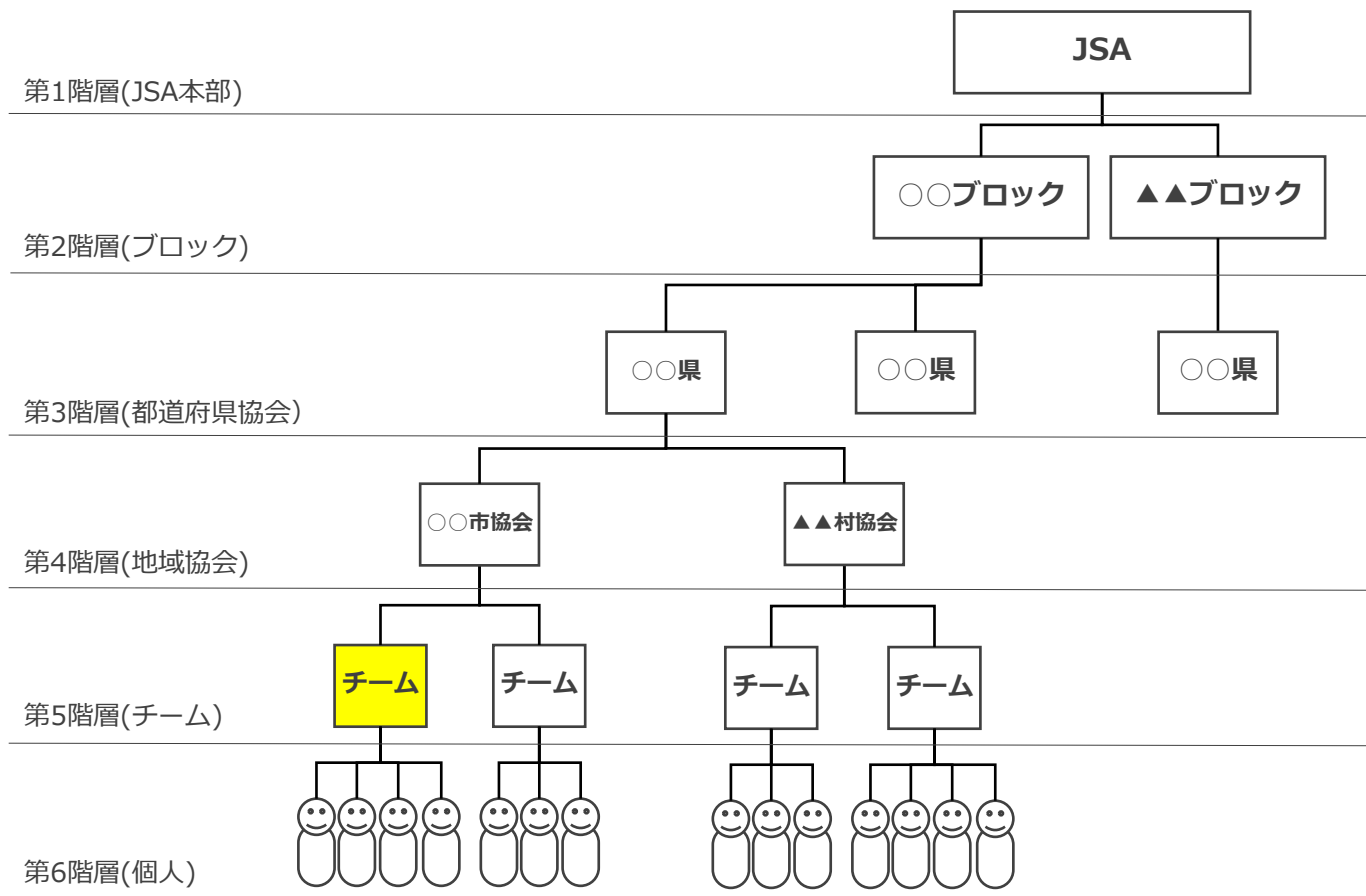 JSA
第1階層(JSA本部)
○○ブロック
▲▲ブロック
第2階層(ブロック)
○○県
○○県
○○県
第3階層(都道府県協会)
○○市協会
▲▲村協会
第4階層(地域協会)
チーム
チーム
チーム
チーム
第5階層(チーム)
第6階層(個人)